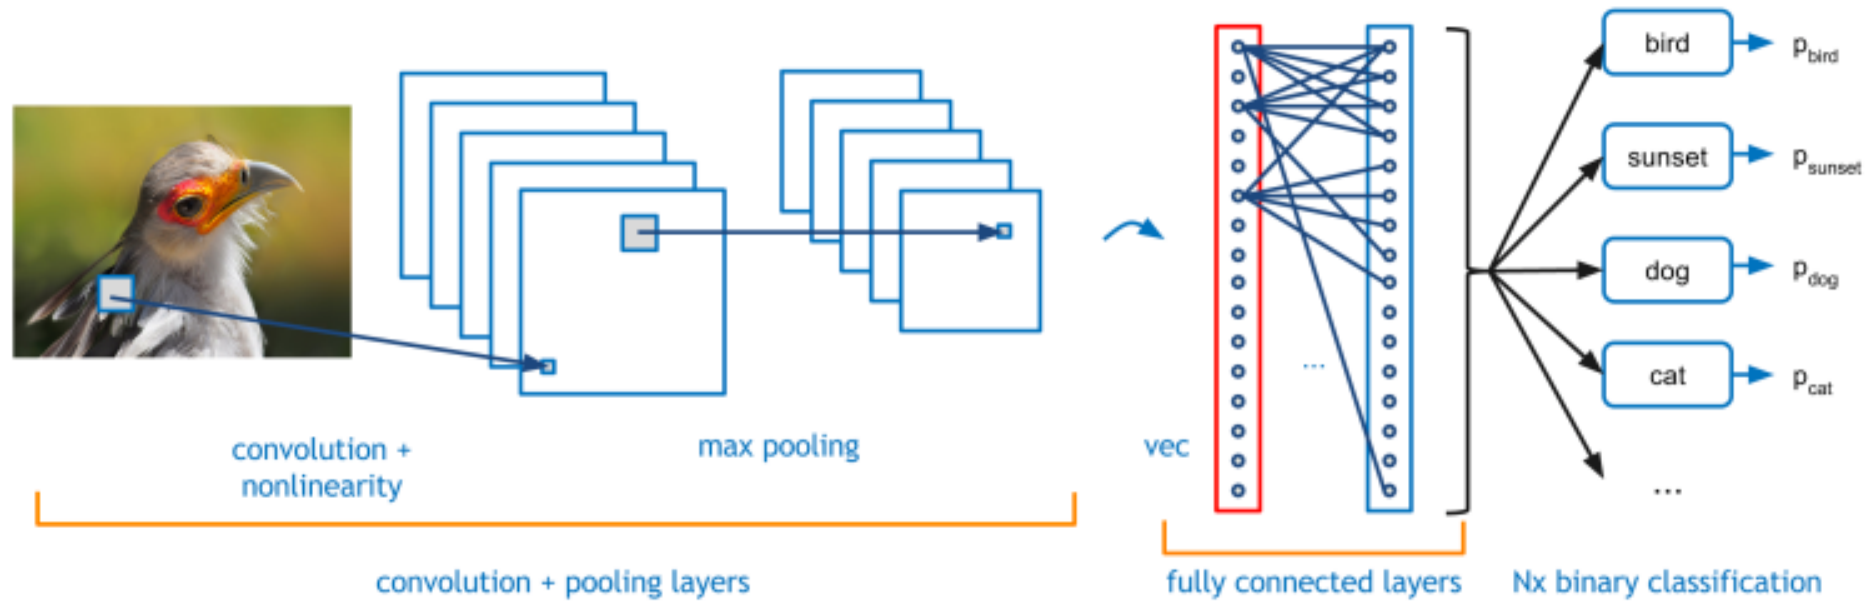 convolution +
nonlinearity
max pooling
vec
convolution + pooling layers
fully connected layers
Nx binary classification
bird
p_bird
sunset
p_sunset
dog
p_dog
cat
p_cat
...
...